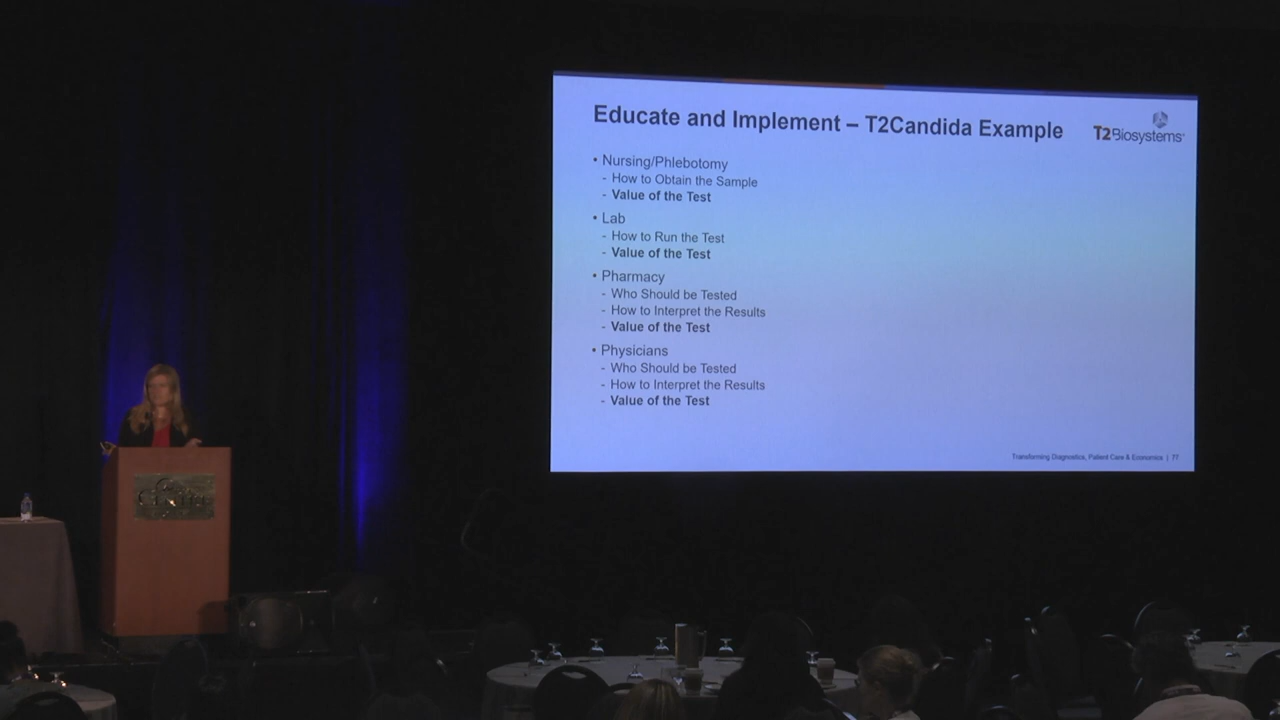 Educate and Implement – T2Candida Example
T2Biosystems
• Nursing/Phlebotomy
- How to Obtain the Sample
- Value of the Test
• Lab
- How to Run the Test
- Value of the Test
• Pharmacy
- Who Should be Tested
- How to Interpret the Results
- Value of the Test
• Physicians
- Who Should be Tested
- How to Interpret the Results
- Value of the Test
Transforming Diagnostics, Patient Care & Economics | 77